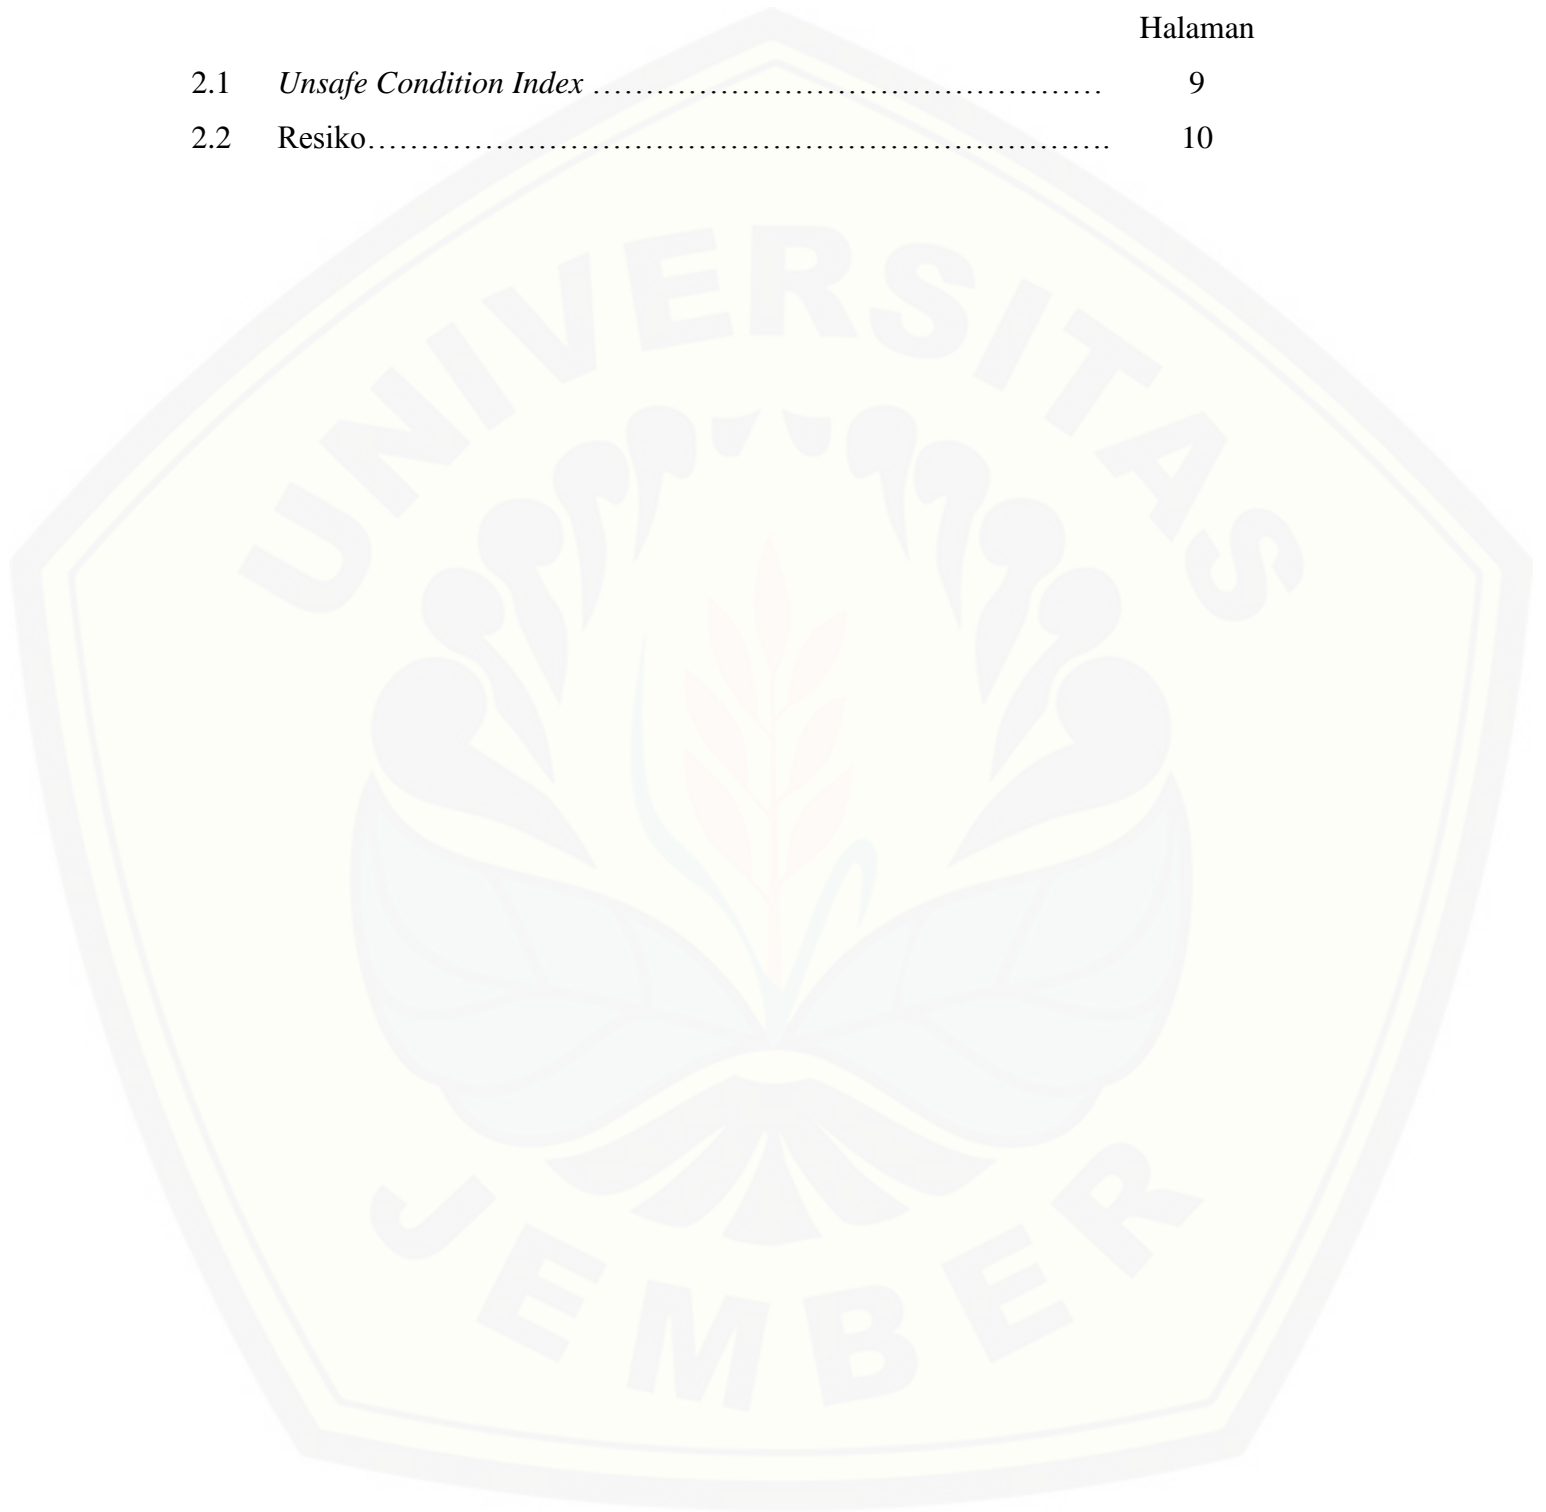 Halaman
2.1 Unsafe Condition Index ................................................ 9
2.2 Resiko...................................................................... 10
UNIVERSITAS
JEMBER